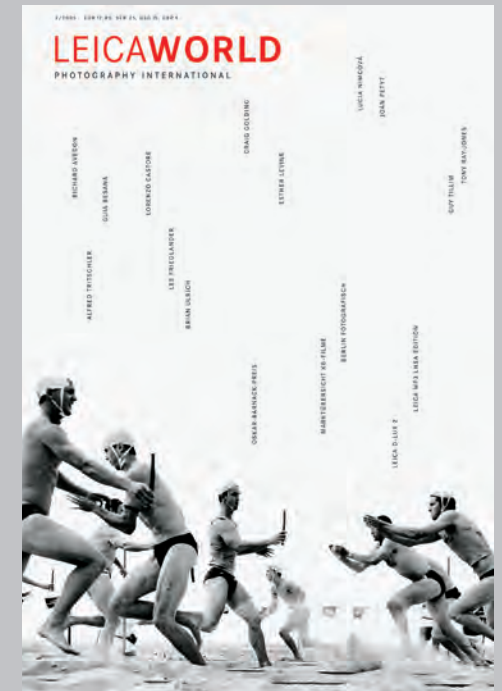 LEICAWORLD
PHOTOGRAPHY INTERNATIONAL
RICHARD AVEDON
GUIA BESANA
ALFRED TRITSCHLER
LORENZO CASTORE
LEE FRIEDLANDER
BRIAN ULRICH
CRAIG GOLDING
ESTHER LEVINE
OSKAR-BARNACK-PREIS
MARKTÜBERSICHT KB-FILME
BERLIN FOTOGRAFISCH
LUCIA NIMCOVÁ
JOAN PETYT
LEICA D-LUX 2
LEICA MP3 LHSA EDITION
GUY TILLIM
TONY RAY-JONES